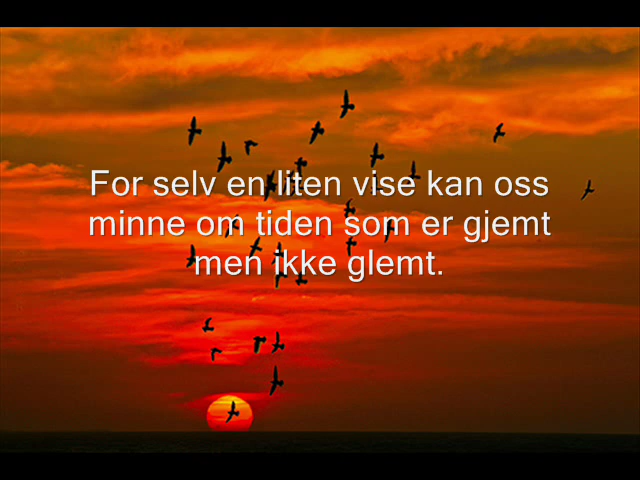 For selv en liten vise kan oss
minne om tiden som er gjemt
men ikke glemt.